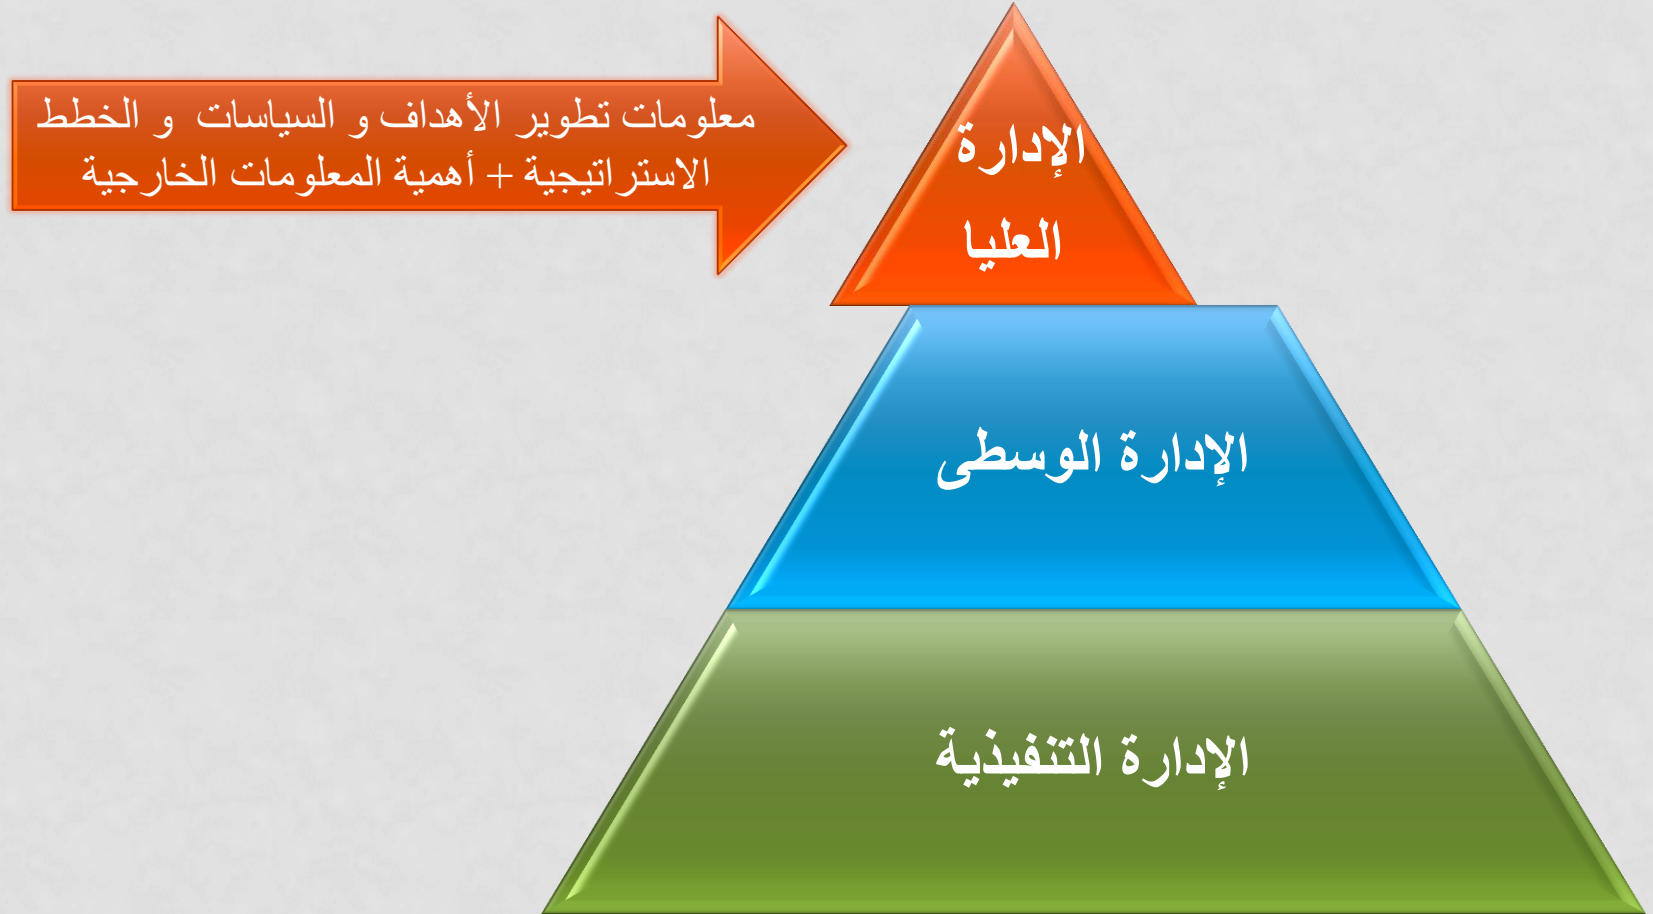 معلومات تطوير الأهداف و السياسات و الخطط
الاستراتيجية + أهمية المعلومات الخارجية
الإدارة
العليا
الإدارة الوسطى
الإدارة التنفيذية